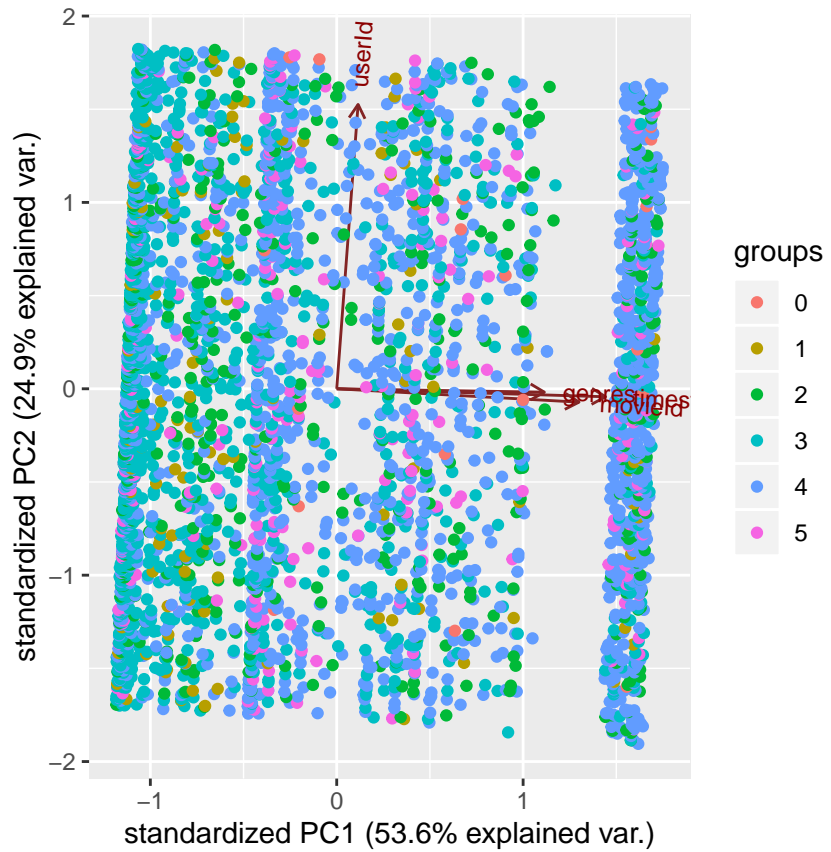 2
1
0
−1
−2
−1
0
1
standardized PC1 (53.6% explained var.)
standardized PC2 (24.9% explained var.)
userId
genres
timest
movieId
groups
0
1
2
3
4
5